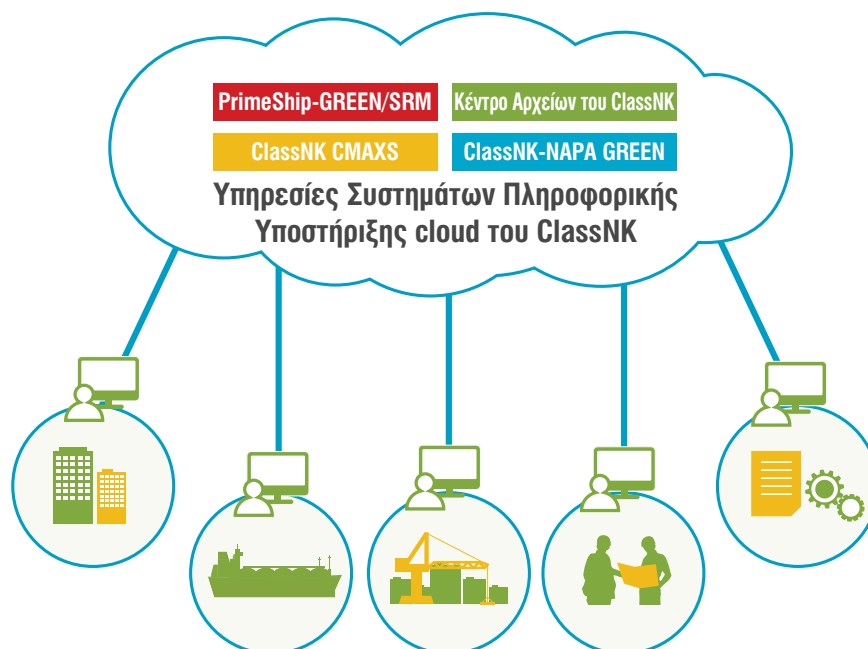 PrimeShip-GREEN/SRM
Κέντρο Αρχείων του ClassNK
ClassNK CMAXS
ClassNK-NAPA GREEN
Υπηρεσίες Συστημάτων Πληροφορικής
Υποστήριξης cloud του ClassNK